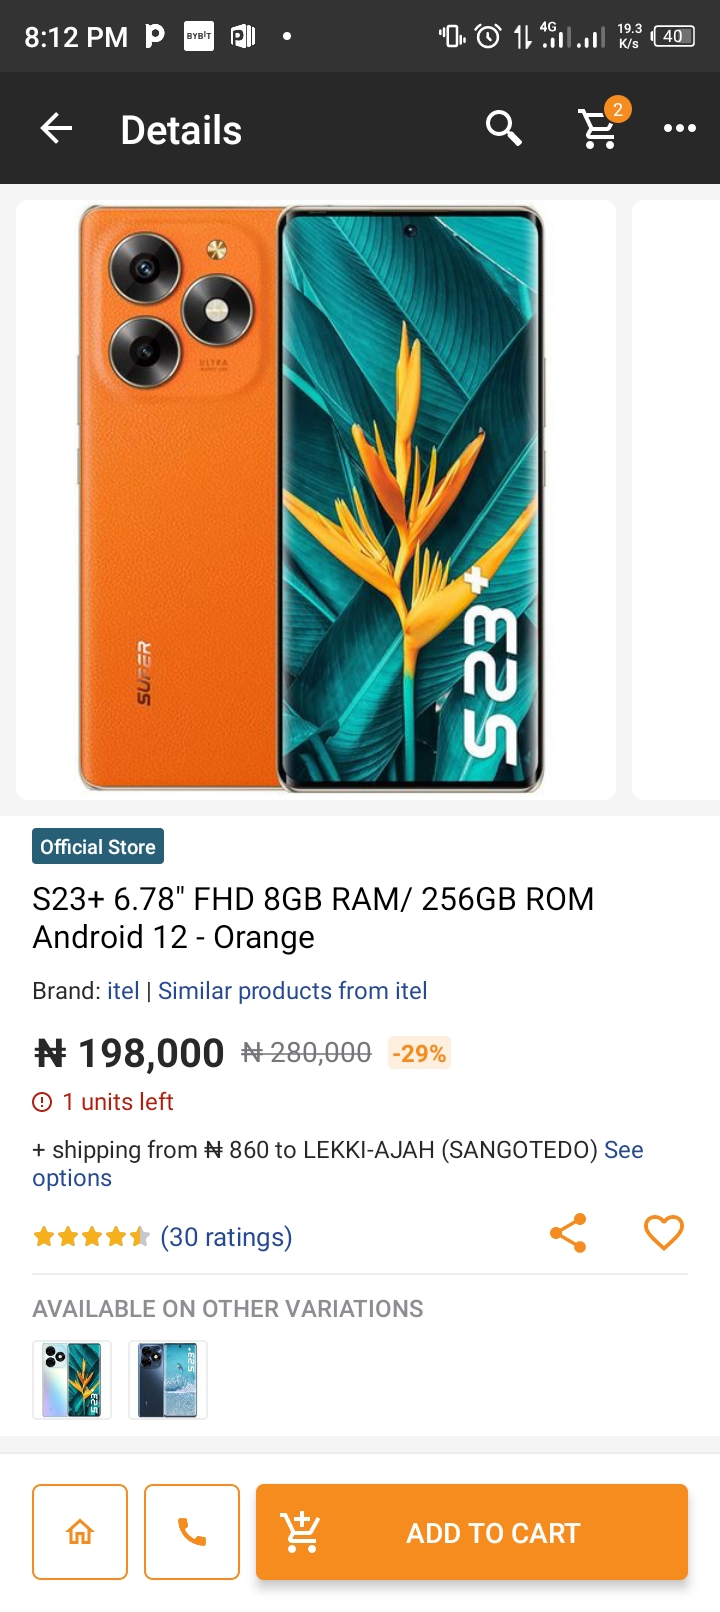 8:12 PM
BYBIT
4G
19.3
K/s
40
Details
2
ULTRA
SUPER
S23+
Official Store
S23+ 6.78" FHD 8GB RAM/ 256GB ROM
Android 12 - Orange
Brand: itel | Similar products from itel
₦ 198,000 ₦ 280,000 -29%
1 units left
+ shipping from ₦ 860 to LEKKI-AJAH (SANGOTEDO) See
options
(30 ratings)
AVAILABLE ON OTHER VARIATIONS
S23
S23+
ADD TO CART